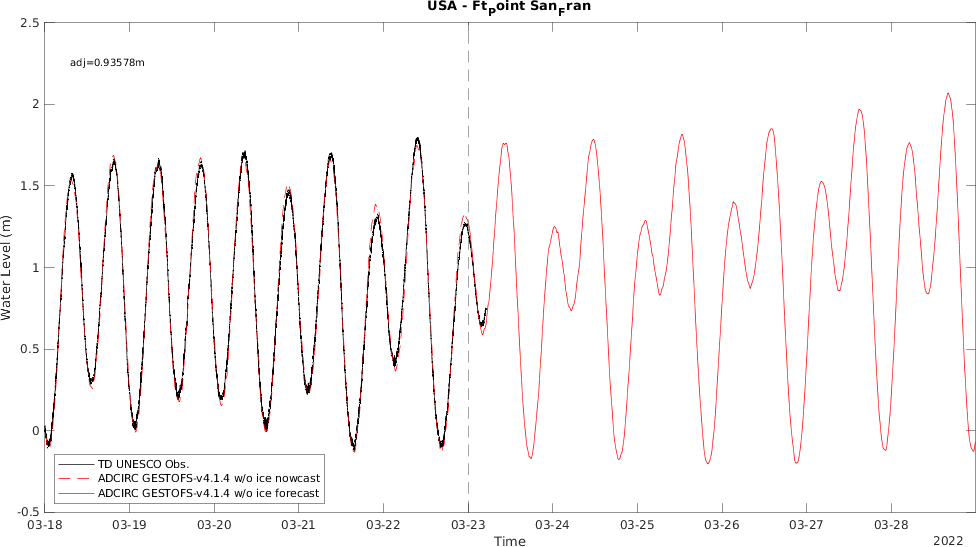 USA - FtPoint SanFran
2.5
adj=0.93578m
2
1.5
1
0.5
0
-0.5
Water Level (m)
TD UNESCO Obs.
ADCIRC GESTOFS-v4.1.4 w/o ice nowcast
ADCIRC GESTOFS-v4.1.4 w/o ice forecast
03-18 03-19 03-20 03-21 03-22 03-23 03-24 03-25 03-26 03-27 03-28
Time
2022